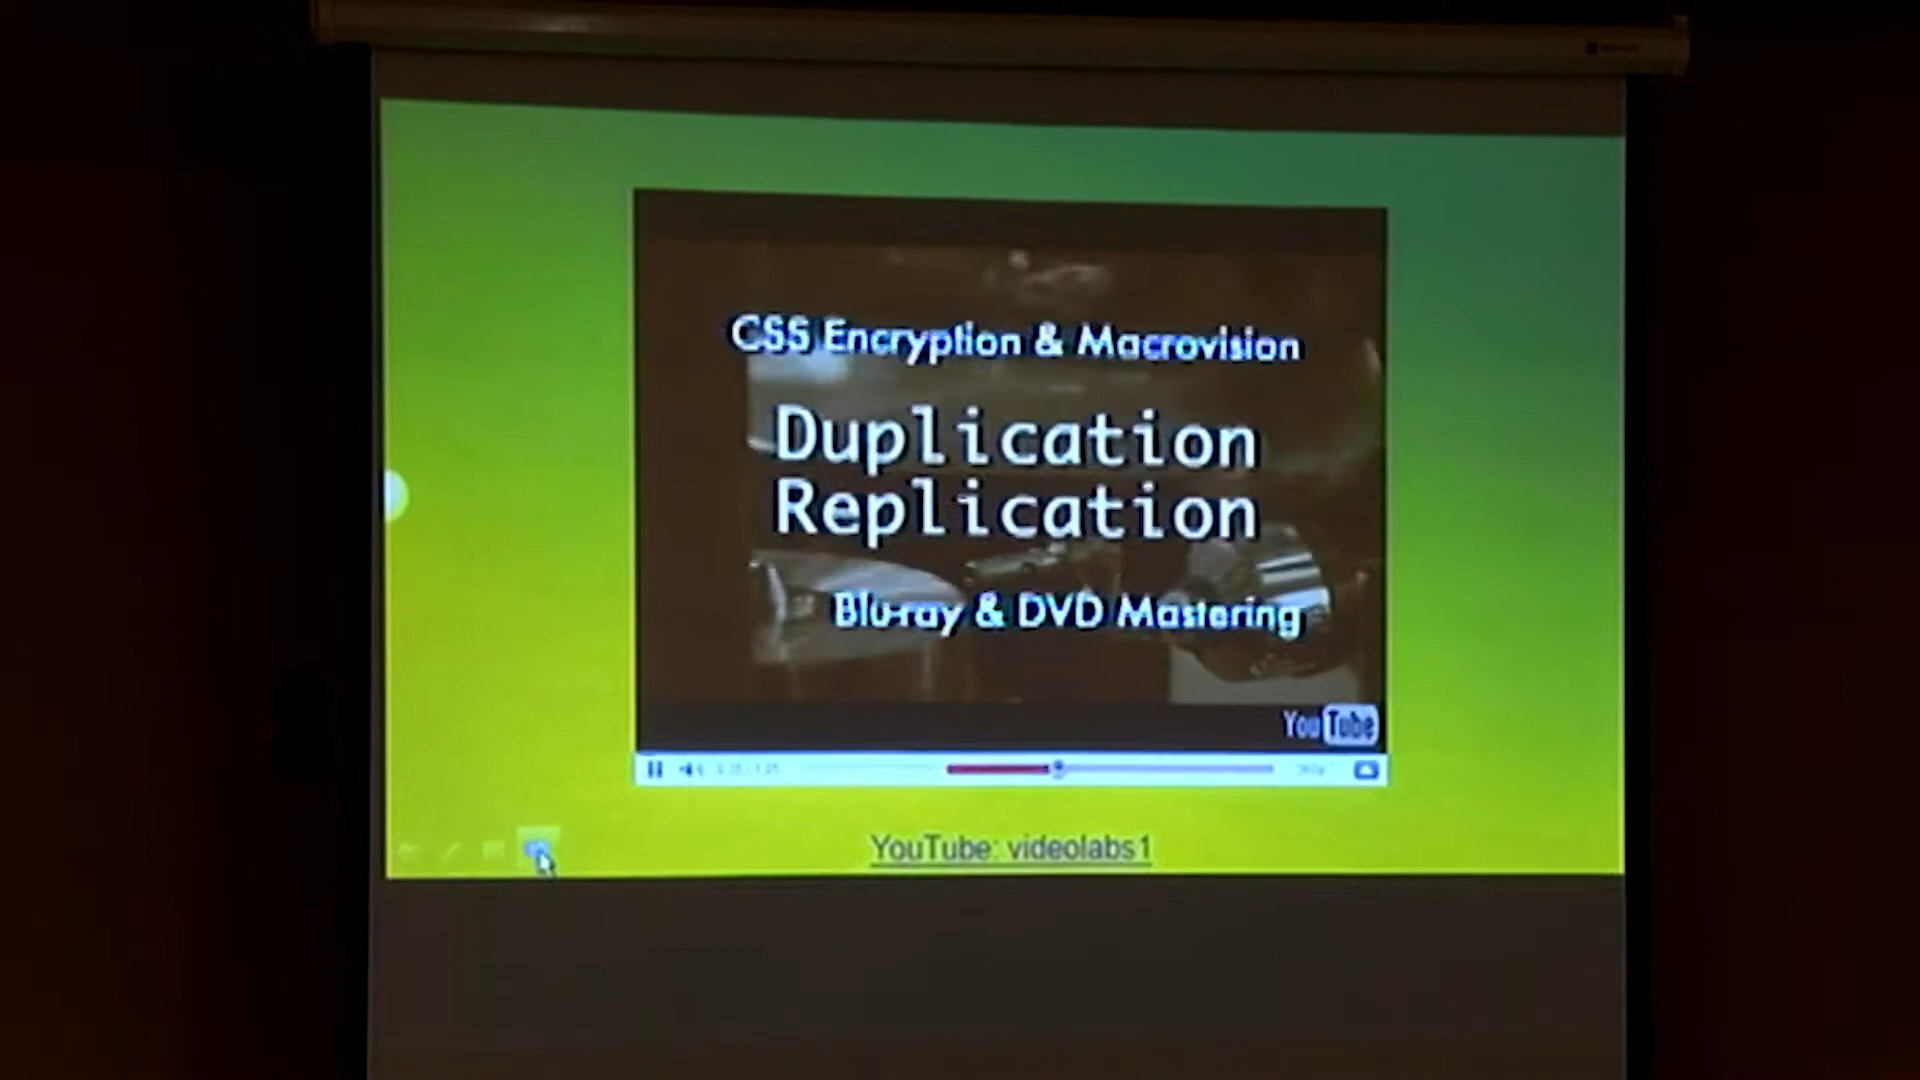 CSS Encryption & Macrovision
Duplication
Replication
Blu-ray & DVD Mastering
YouTube
YouTube: videolabs1